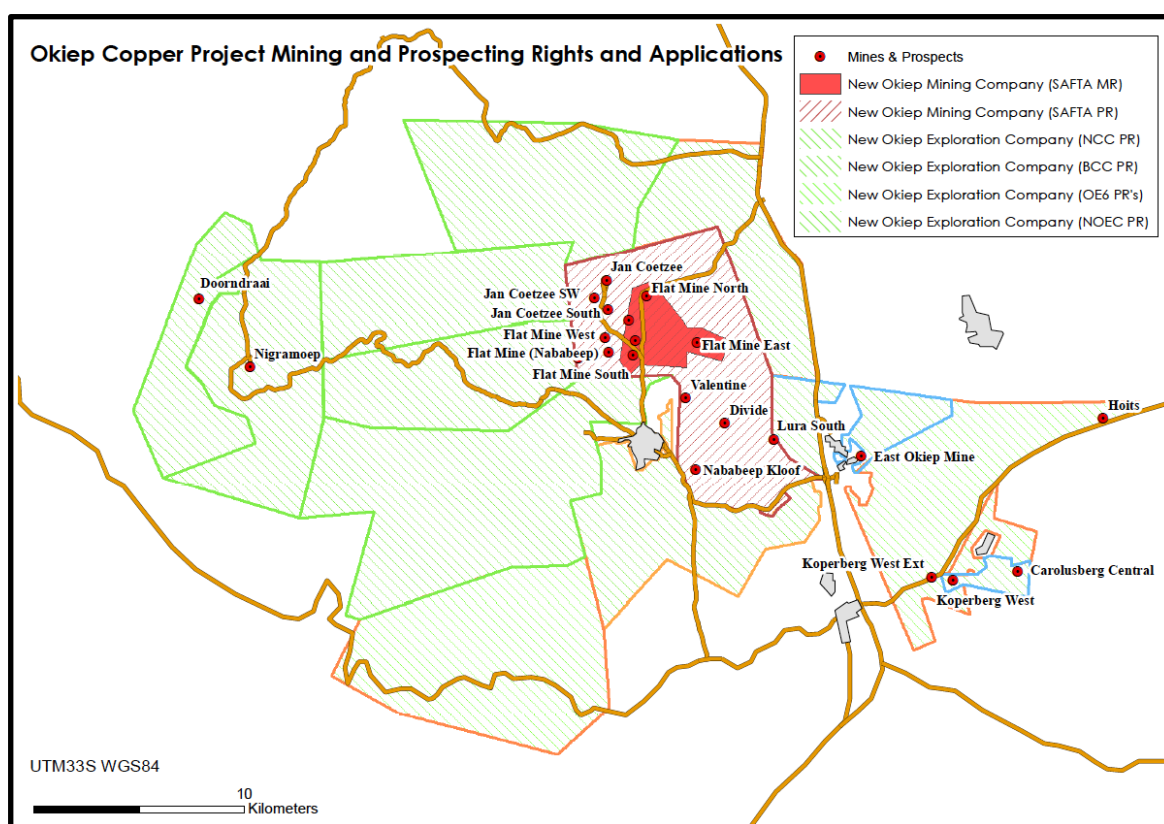 Okiep Copper Project Mining and Prospecting Rights and Applications
Mines & Prospects
New Okiep Mining Company (SAFTA MR)
New Okiep Mining Company (SAFTA PR)
New Okiep Exploration Company (NCC PR)
New Okiep Exploration Company (BCC PR)
New Okiep Exploration Company (OE6 PR's)
New Okiep Exploration Company (NOEC PR)
Jan Coetzee
Doorndraai
Flat Mine North
Jan Coetzee SW
Jan Coetzee South
Flat Mine West
Flat Mine East
Flat Mine (Nababeep)
Nigramoep
Flat Mine South
Valentine
Hoits
Divide
Lura South
East Okiep Mine
Nababeep Kloof
Koperberg West Ext
Carolusberg Central
Koperberg West
UTM33S WGS84
10
Kilometers